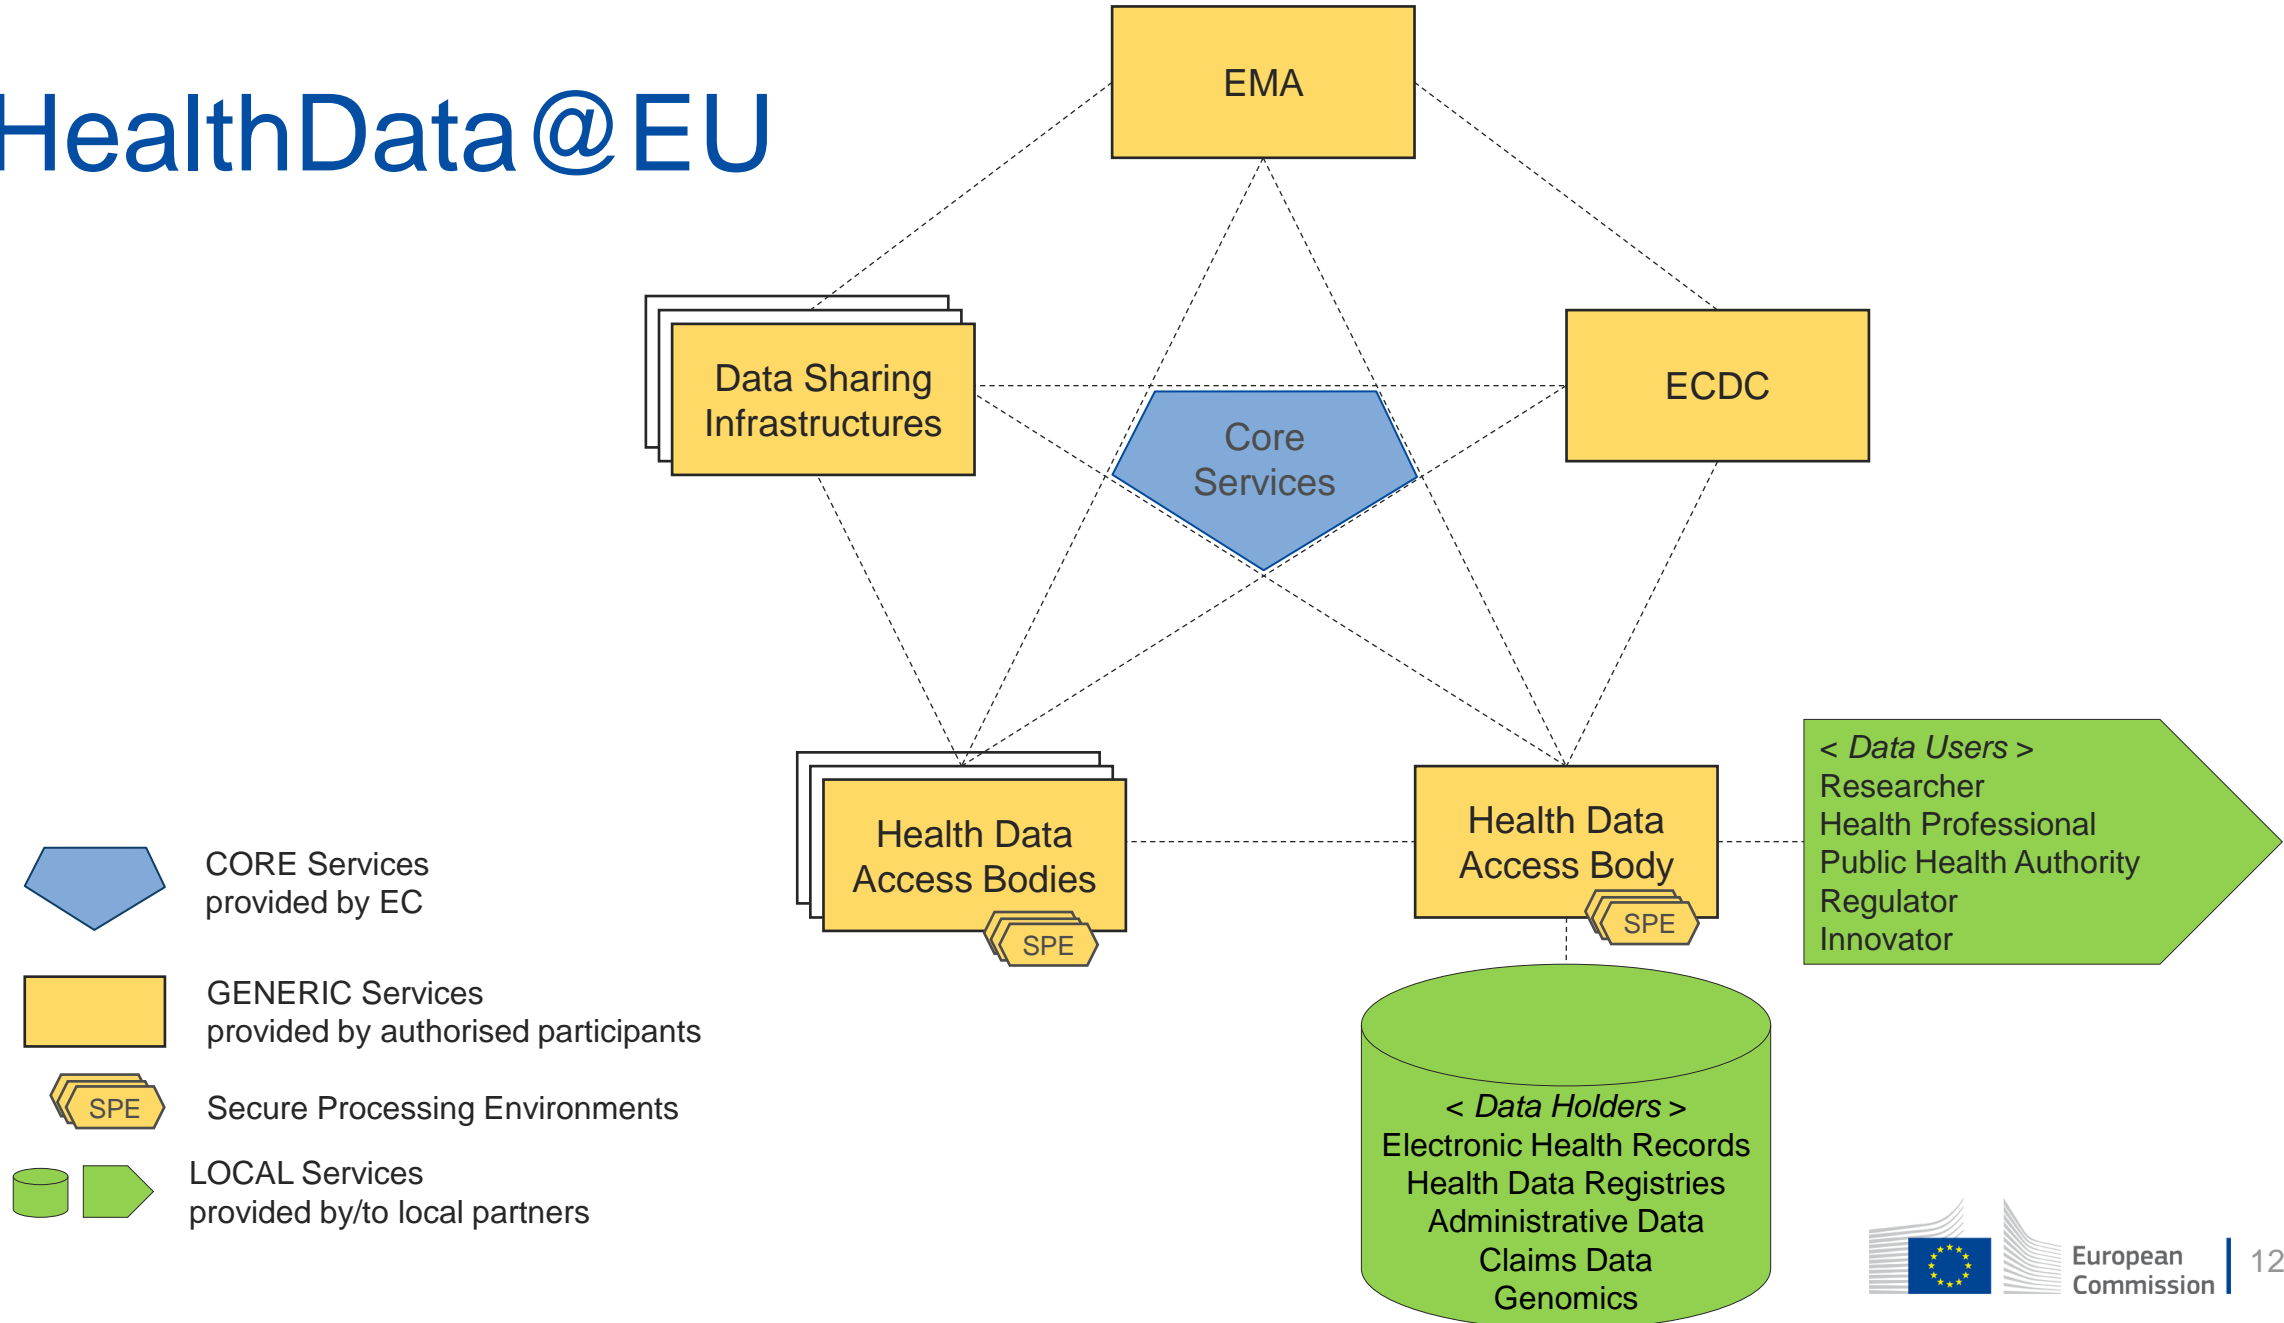 HealthData@EU
EMA
Data Sharing
Infrastructures
ECDC
Core
Services
Health Data
Access Bodies
SPE
Health Data
Access Body
SPE
< Data Users >
Researcher
Health Professional
Public Health Authority
Regulator
Innovator
< Data Holders >
Electronic Health Records
Health Data Registries
Administrative Data
Claims Data
Genomics
CORE Services
provided by EC
GENERIC Services
provided by authorised participants
SPE
Secure Processing Environments
LOCAL Services
provided by/to local partners
European
Commission
12